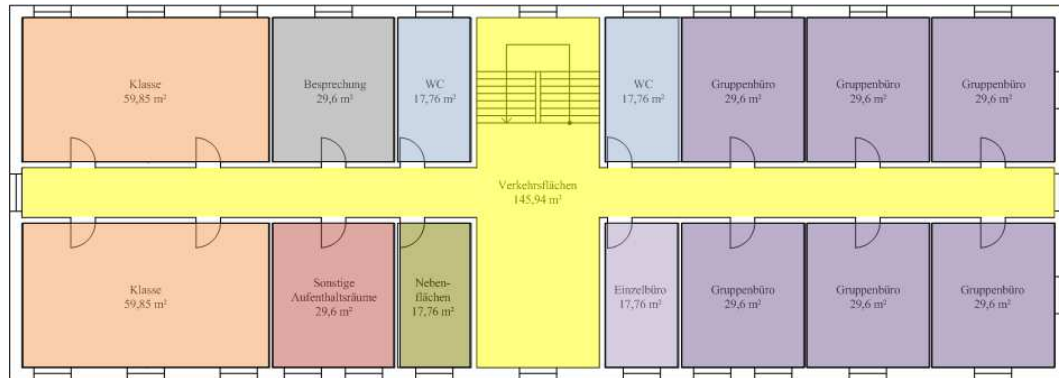 Klasse
59,85 m²
Besprechung
29,6 m²
WC
17,76 m²
WC
17,76 m²
Gruppenbüro
29,6 m²
Gruppenbüro
29,6 m²
Gruppenbüro
29,6 m²
Verkehrsflächen
145,94 m²
Klasse
59,85 m²
Sonstige
Aufenthaltsräume
29,6 m²
Neben-
flächen
17,76 m²
Einzelbüro
17,76 m²
Gruppenbüro
29,6 m²
Gruppenbüro
29,6 m²
Gruppenbüro
29,6 m²